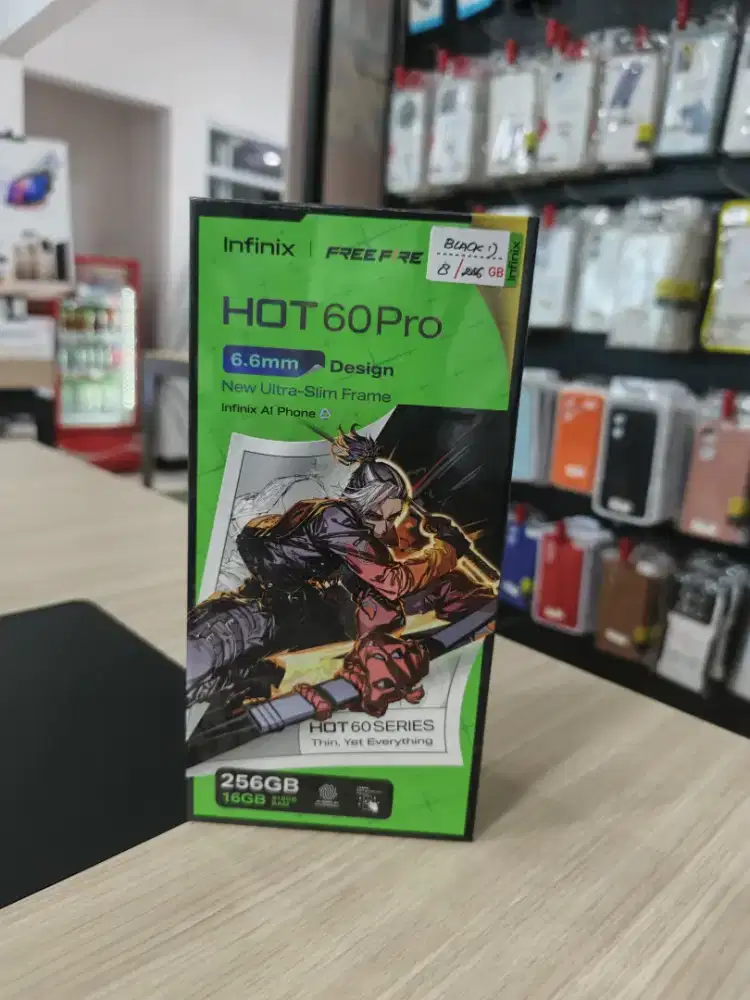 Infinix | FREE FIRE
BLACK :)
8 / 256 GB
Infinix
HOT 60 Pro
6.6mm Design
New Ultra-Slim Frame
Infinix AI Phone
HOT 60 SERIES
Thin, Yet Everything
256GB
16GB